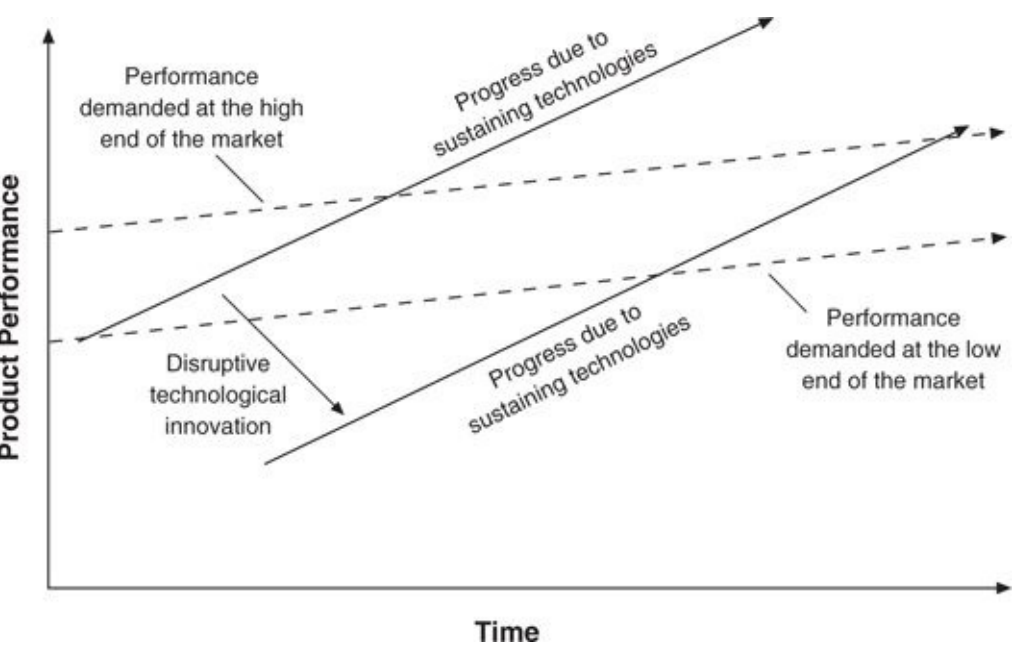 Performance
demanded at the high
end of the market
Progress due to
sustaining technologies
Product Performance
Disruptive
technological
innovation
Progress due to
sustaining technologies
Performance
demanded at the low
end of the market
Time